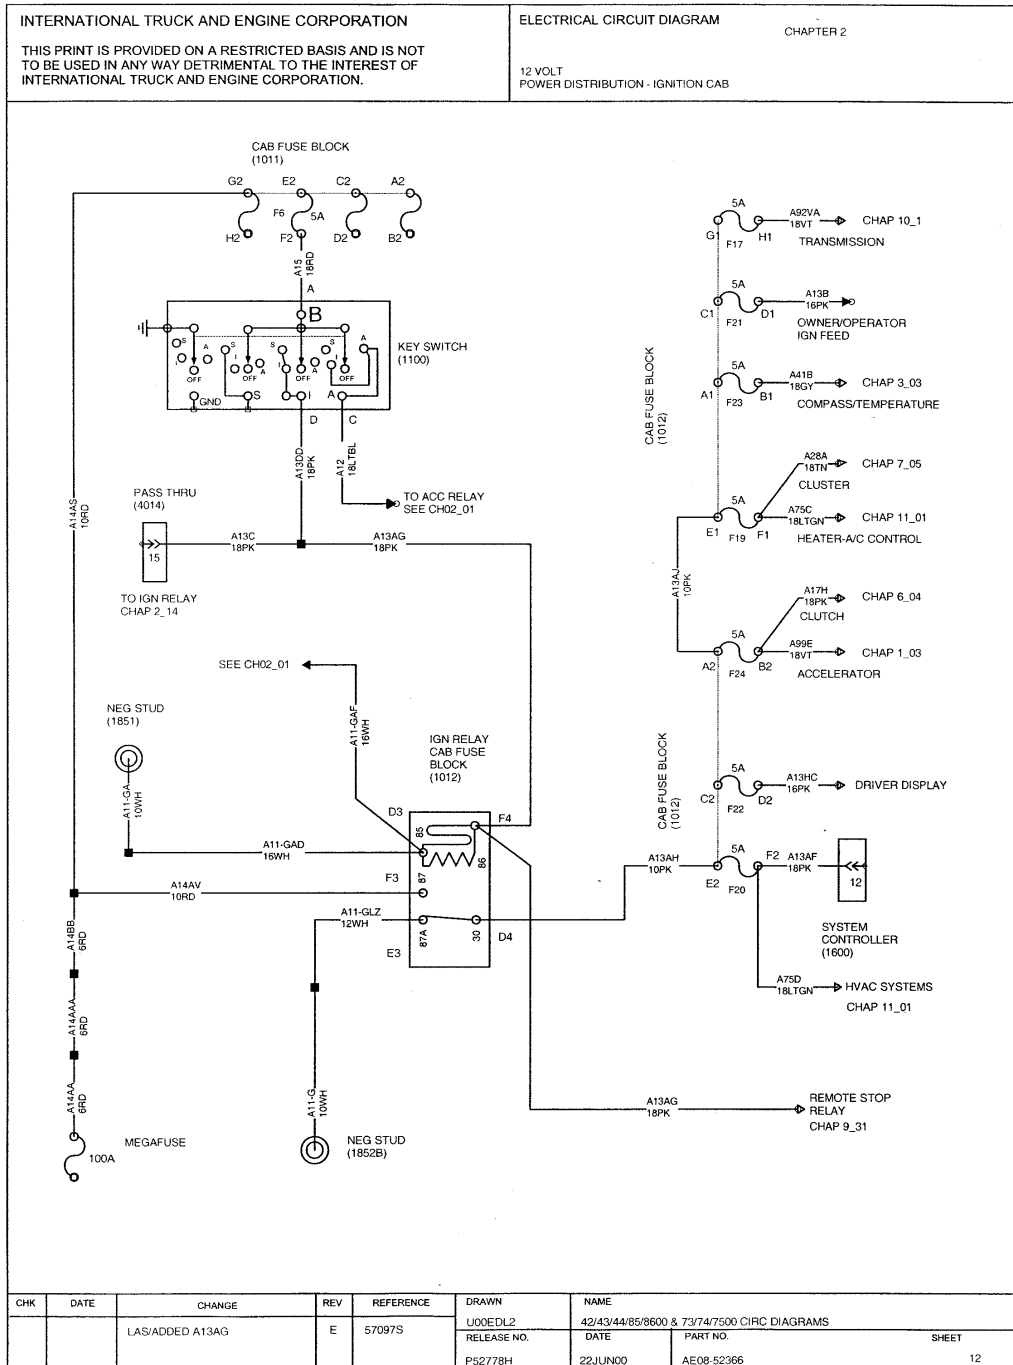 INTERNATIONAL TRUCK AND ENGINE CORPORATION
THIS PRINT IS PROVIDED ON A RESTRICTED BASIS AND IS NOT
TO BE USED IN ANY WAY DETRIMENTAL TO THE INTEREST OF
INTERNATIONAL TRUCK AND ENGINE CORPORATION.
ELECTRICAL CIRCUIT DIAGRAM
CHAPTER 2
12 VOLT
POWER DISTRIBUTION - IGNITION CAB
CAB FUSE BLOCK
(1011)
G2 E2 C2 A2
F6 5A
H2 F2 D2 B2
A15
18RD
A
B
KEY SWITCH
(1100)
S A I OFF
S I OFF A
S I OFF A
S I OFF A
GND S I A
D C
A13DD
18PK
A12
18LTBL
TO ACC RELAY
SEE CH02_01
A14AS
10RD
PASS THRU
(4014)
15
A13C
18PK
A13AG
18PK
TO IGN RELAY
CHAP 2_14
SEE CH02_01
A11-GAF
16WH
NEG STUD
(1851)
A11-GA
10WH
IGN RELAY
CAB FUSE
BLOCK
(1012)
D3 F4
85
86
A11-GAD
16WH
F3 87
A14AV
10RD
A11-GLZ
12WH
87A 30
E3 D4
A14BB
6RD
A14AAA
6RD
A14AA
6RD
MEGAFUSE
100A
A11-G
10WH
NEG STUD
(1852B)
CAB FUSE BLOCK
(1012)
5A
G1 F17 H1
A92VA
18VT
CHAP 10_1
TRANSMISSION
5A
C1 F21 D1
A13B
16PK
OWNER/OPERATOR
IGN FEED
5A
A1 F23 B1
A41B
18GY
CHAP 3_03
COMPASS/TEMPERATURE
A28A
18TN
CHAP 7_05
CLUSTER
5A
E1 F19 F1
A75C
18LTGN
CHAP 11_01
HEATER-A/C CONTROL
A13AJ
10PK
A17H
18PK
CHAP 6_04
CLUTCH
5A
A2 F24 B2
A99E
18VT
CHAP 1_03
ACCELERATOR
CAB FUSE BLOCK
(1012)
5A
C2 F22 D2
A13HC
16PK
DRIVER DISPLAY
A13AH
10PK
5A
E2 F20 F2
A13AF
18PK
12
SYSTEM
CONTROLLER
(1600)
A75D
18LTGN
HVAC SYSTEMS
CHAP 11_01
A13AG
18PK
REMOTE STOP
RELAY
CHAP 9_31
CHK DATE CHANGE REV REFERENCE DRAWN NAME
LAS/ADDED A13AG E 57097S
U00EDL2 42/43/44/85/8600 & 73/74/7500 CIRC DIAGRAMS
RELEASE NO. DATE PART NO. SHEET
P52778H 22JUN00 AE08-52366 12